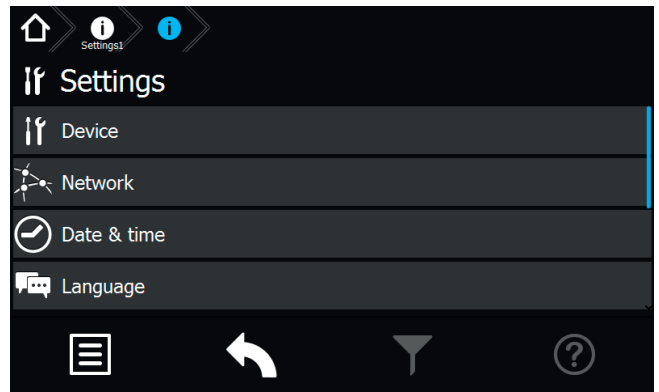 Settings1
Settings
Device
Network
Date & time
Language